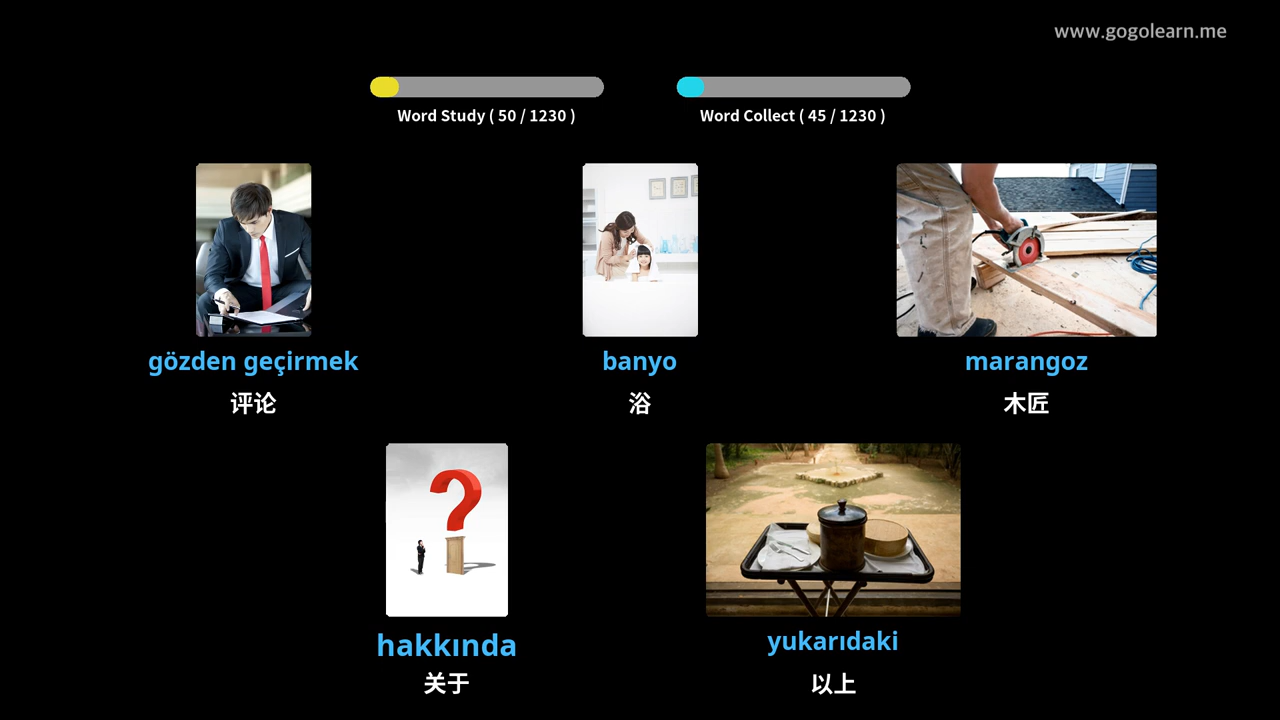 www.gogolearn.me
Word Study ( 50 / 1230 )
Word Collect ( 45 / 1230 )
gözden geçirmek
评论
banyo
浴
marangoz
木匠
hakkında
关于
yukarıdaki
以上